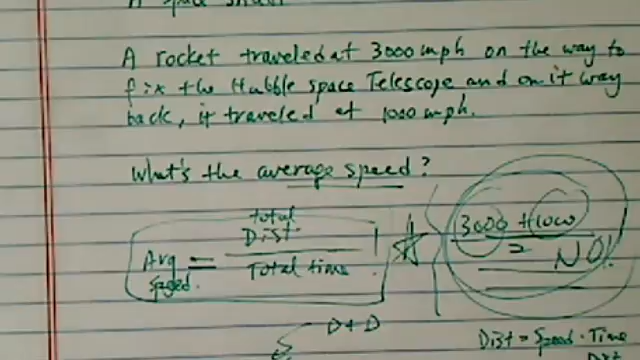 A space
A rocket traveled at 3000 mph on the way to
fix the Hubble space Telescope and on it way
back, it traveled at 1000 mph.
what's the average speed?
Avg speed = total Dist / Total time
3000 + 1000
2
NO!
D + D
Dist = Speed · Time